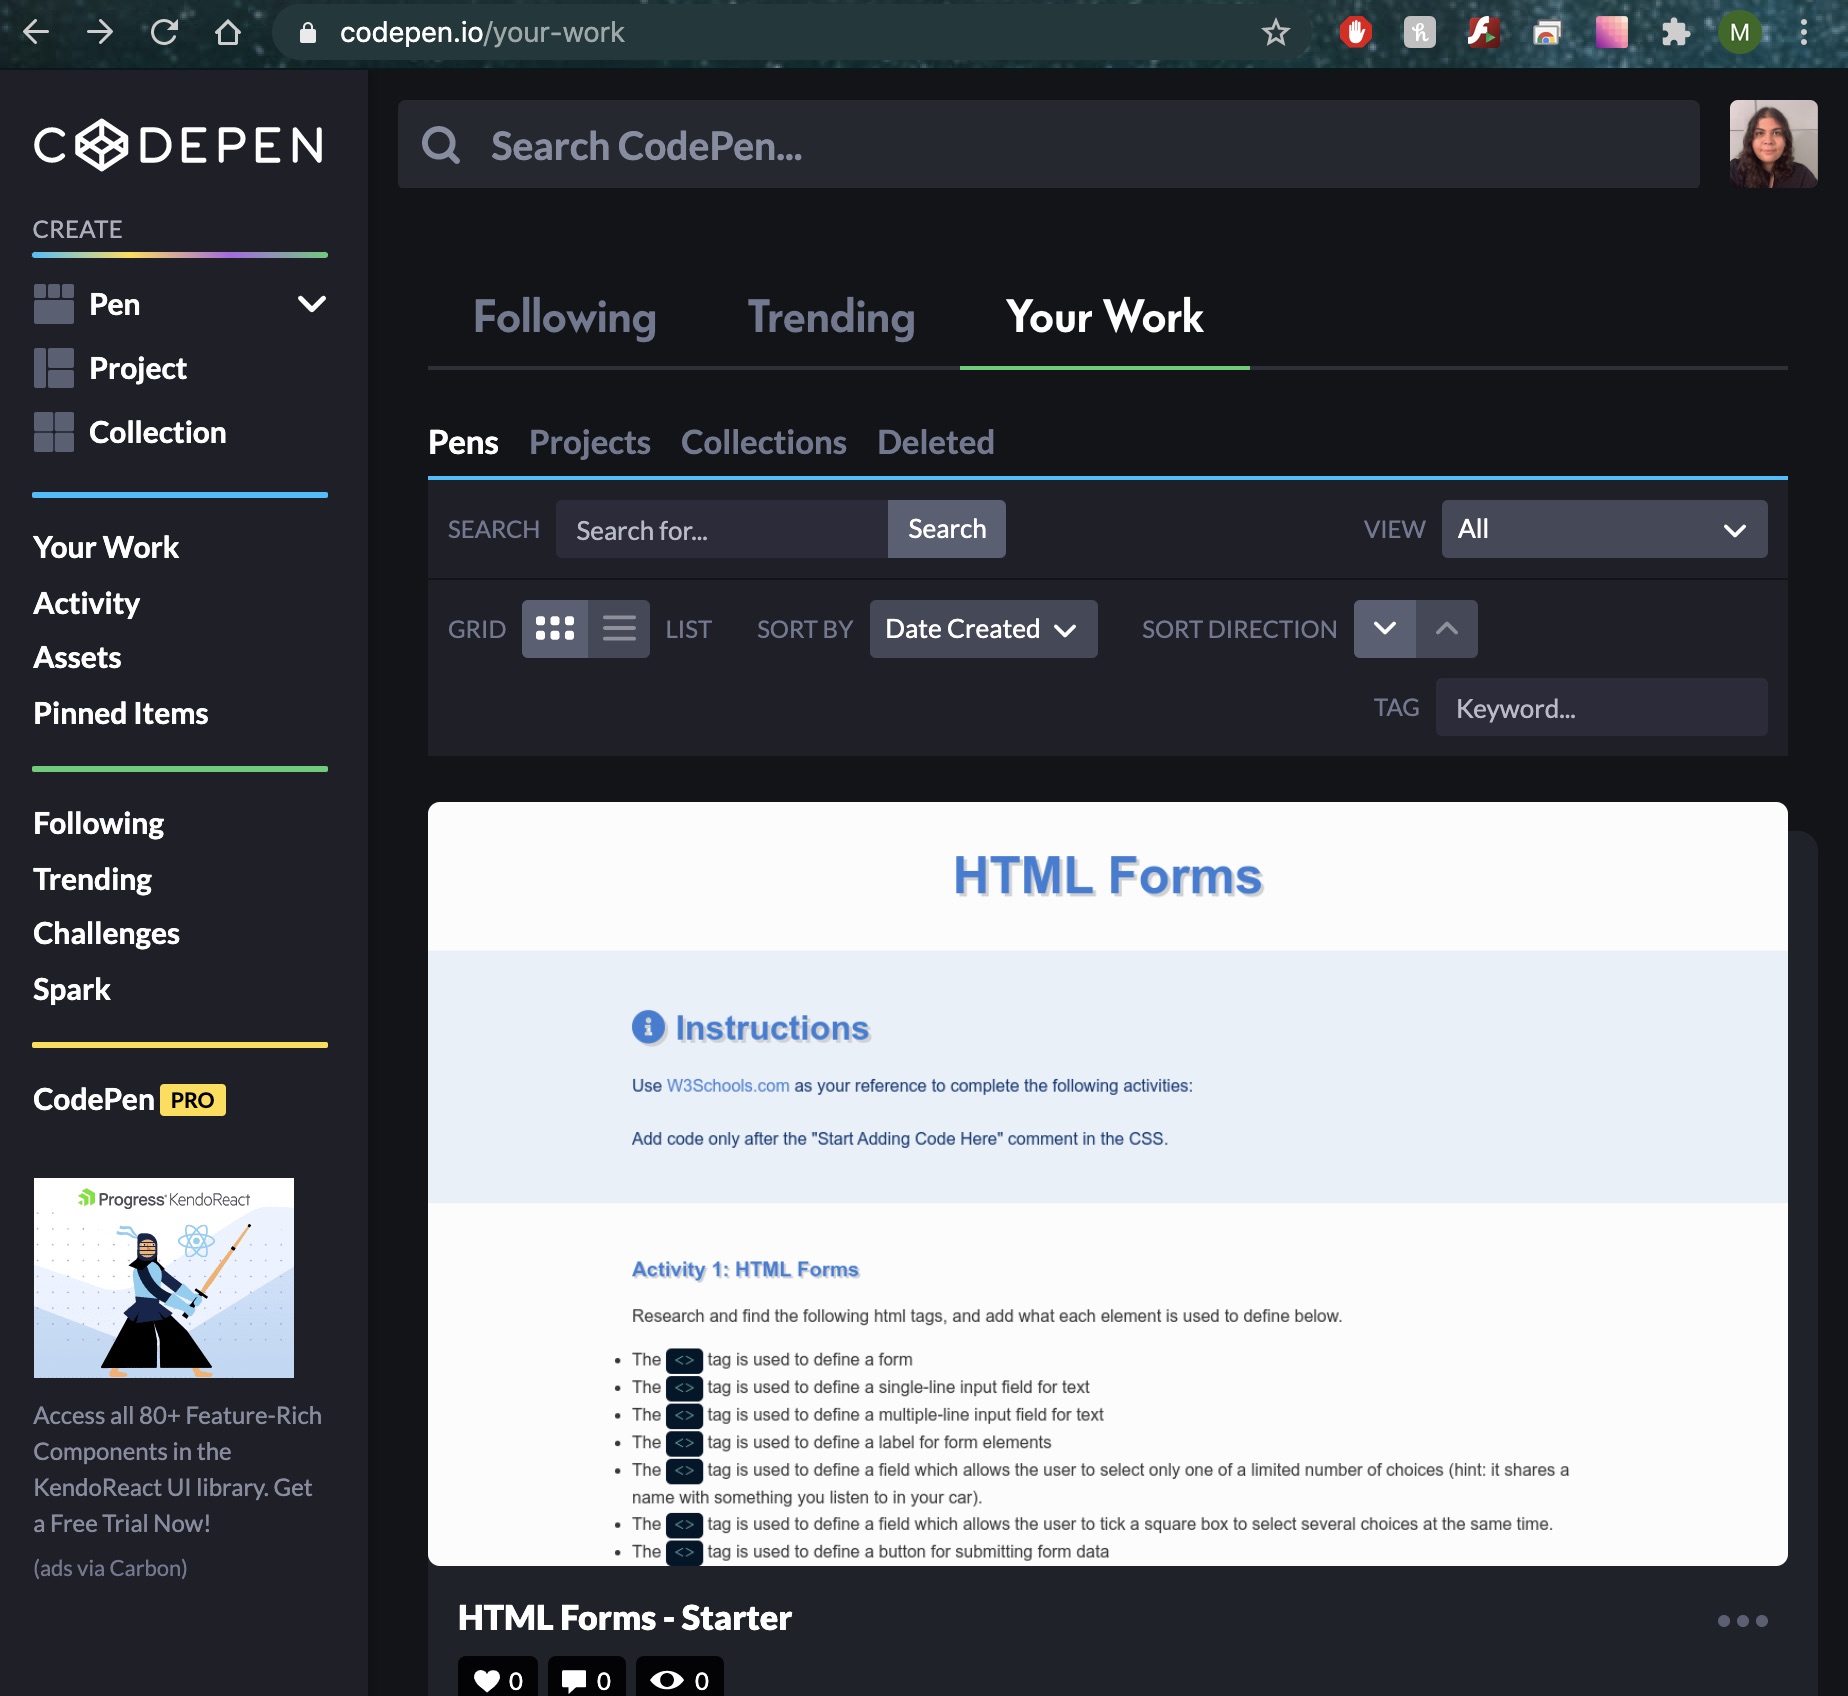 codepen.io/your-work
M
CODEPEN
Search CodePen...
CREATE
Pen
Project
Collection
Your Work
Activity
Assets
Pinned Items
Following
Trending
Challenges
Spark
CodePen PRO
Progress KendoReact
Access all 80+ Feature-Rich
Components in the
KendoReact UI library. Get
a Free Trial Now!
(ads via Carbon)
Following Trending Your Work
Pens Projects Collections Deleted
SEARCH Search for... Search VIEW All
GRID LIST SORT BY Date Created SORT DIRECTION
TAG Keyword...
HTML Forms
Instructions
Use W3Schools.com as your reference to complete the following activities:
Add code only after the "Start Adding Code Here" comment in the CSS.
Activity 1: HTML Forms
Research and find the following html tags, and add what each element is used to define below.
• The <> tag is used to define a form
• The <> tag is used to define a single-line input field for text
• The <> tag is used to define a multiple-line input field for text
• The <> tag is used to define a label for form elements
• The <> tag is used to define a field which allows the user to select only one of a limited number of choices (hint: it shares a
name with something you listen to in your car).
• The <> tag is used to define a field which allows the user to tick a square box to select several choices at the same time.
• The <> tag is used to define a button for submitting form data
HTML Forms - Starter
0 0 0